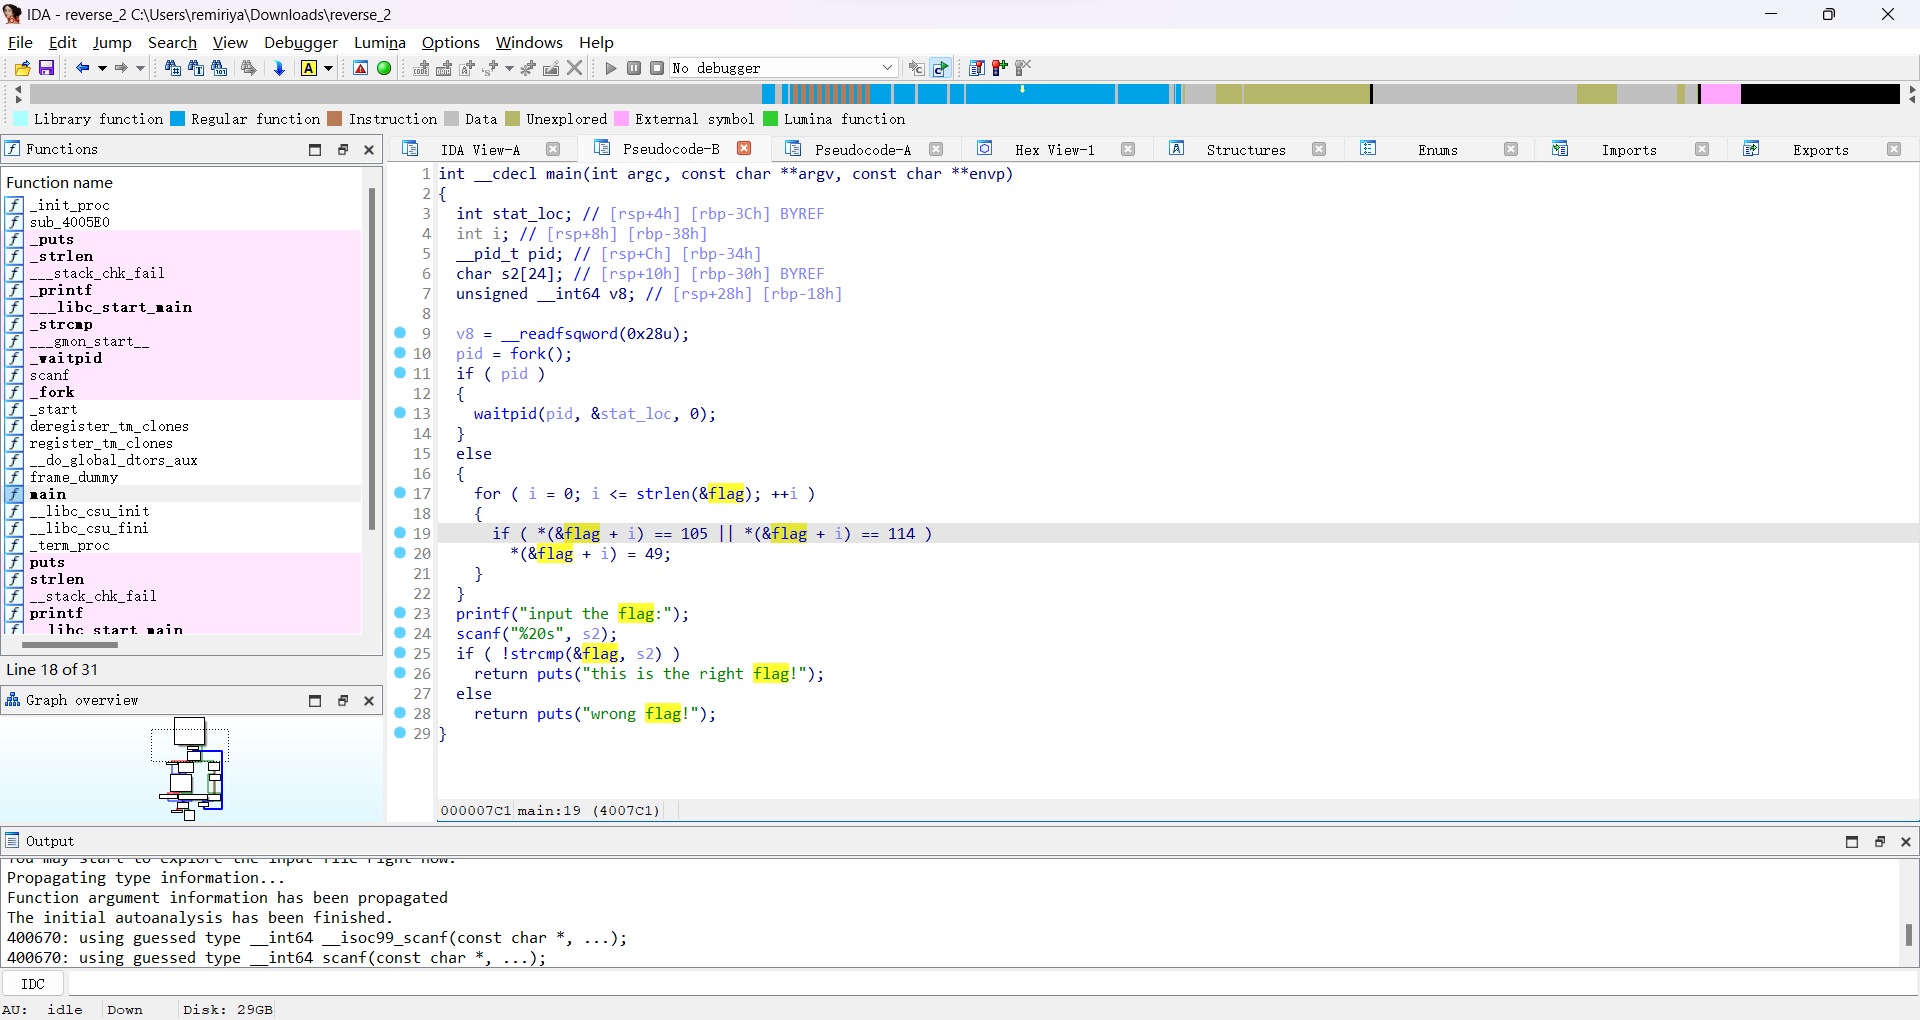 IDA - reverse_2 C:\Users\remiriya\Downloads\reverse_2
File Edit Jump Search View Debugger Lumina Options Windows Help
No debugger
Library function Regular function Instruction Data Unexplored External symbol Lumina function
Functions
IDA View-A Pseudocode-B Pseudocode-A Hex View-1 Structures Enums Imports Exports
Function name
_init_proc
sub_4005E0
_puts
_strlen
___stack_chk_fail
_printf
___libc_start_main
_strcmp
___gmon_start__
_waitpid
scanf
_fork
_start
deregister_tm_clones
register_tm_clones
__do_global_dtors_aux
frame_dummy
main
__libc_csu_init
__libc_csu_fini
_term_proc
puts
strlen
__stack_chk_fail
printf
__libc_start_main
Line 18 of 31
Graph overview
1 int __cdecl main(int argc, const char **argv, const char **envp)
2 {
3 int stat_loc; // [rsp+4h] [rbp-3Ch] BYREF
4 int i; // [rsp+8h] [rbp-38h]
5 __pid_t pid; // [rsp+Ch] [rbp-34h]
6 char s2[24]; // [rsp+10h] [rbp-30h] BYREF
7 unsigned __int64 v8; // [rsp+28h] [rbp-18h]
8
9 v8 = __readfsqword(0x28u);
10 pid = fork();
11 if ( pid )
12 {
13 waitpid(pid, &stat_loc, 0);
14 }
15 else
16 {
17 for ( i = 0; i <= strlen(&flag); ++i )
18 {
19 if ( *(&flag + i) == 105 || *(&flag + i) == 114 )
20 *(&flag + i) = 49;
21 }
22 }
23 printf("input the flag:");
24 scanf("%20s", s2);
25 if ( !strcmp(&flag, s2) )
26 return puts("this is the right flag!");
27 else
28 return puts("wrong flag!");
29 }
000007C1 main:19 (4007C1)
Output
You may start to explore the input file right now.
Propagating type information...
Function argument information has been propagated
The initial autoanalysis has been finished.
400670: using guessed type __int64 __isoc99_scanf(const char *, ...);
400670: using guessed type __int64 scanf(const char *, ...);
IDC
AU: idle Down Disk: 29GB